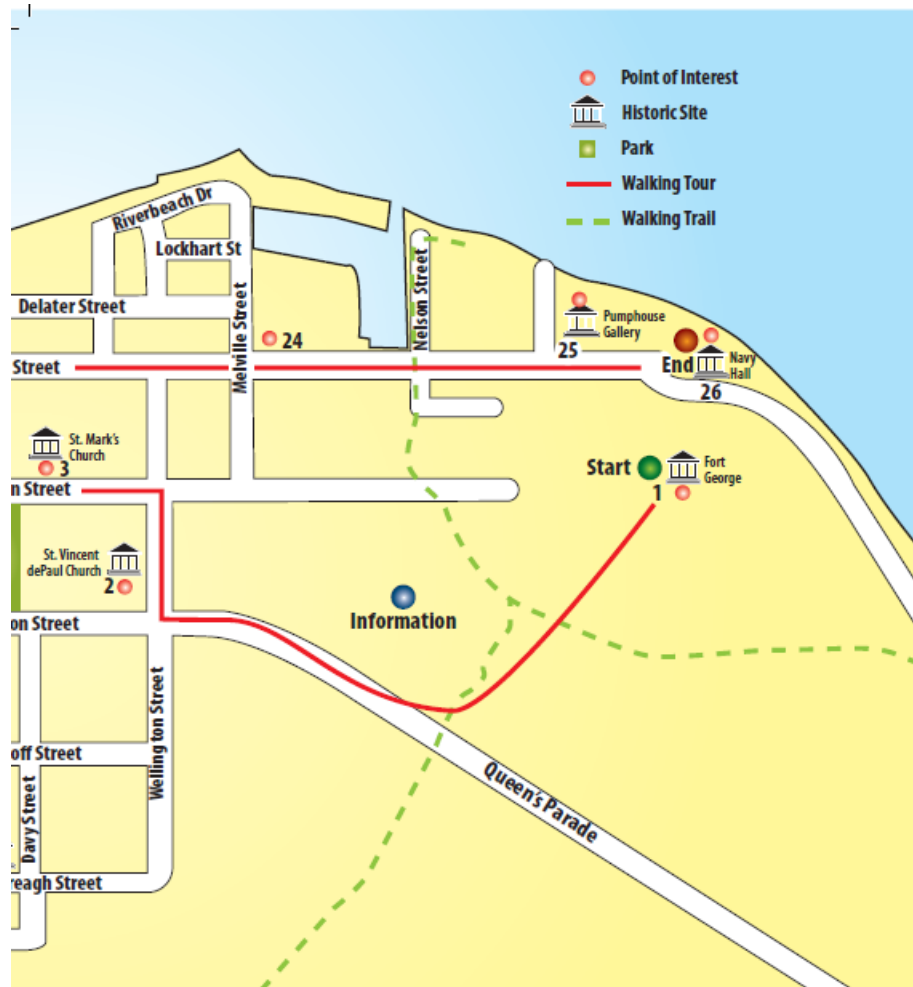 Point of Interest
Historic Site
Park
Walking Tour
Walking Trail
Riverbeach Dr
Lockhart St
Delater Street
Melville Street
24
Nelson Street
Pumphouse
Gallery
25
Street
End
Navy
Hall
26
St. Mark's
Church
3
n Street
Start
1
Fort
George
St. Vincent
dePaul Church
2
Information
on Street
Wellington Street
off Street
Davy Street
Queen's Parade
reagh Street